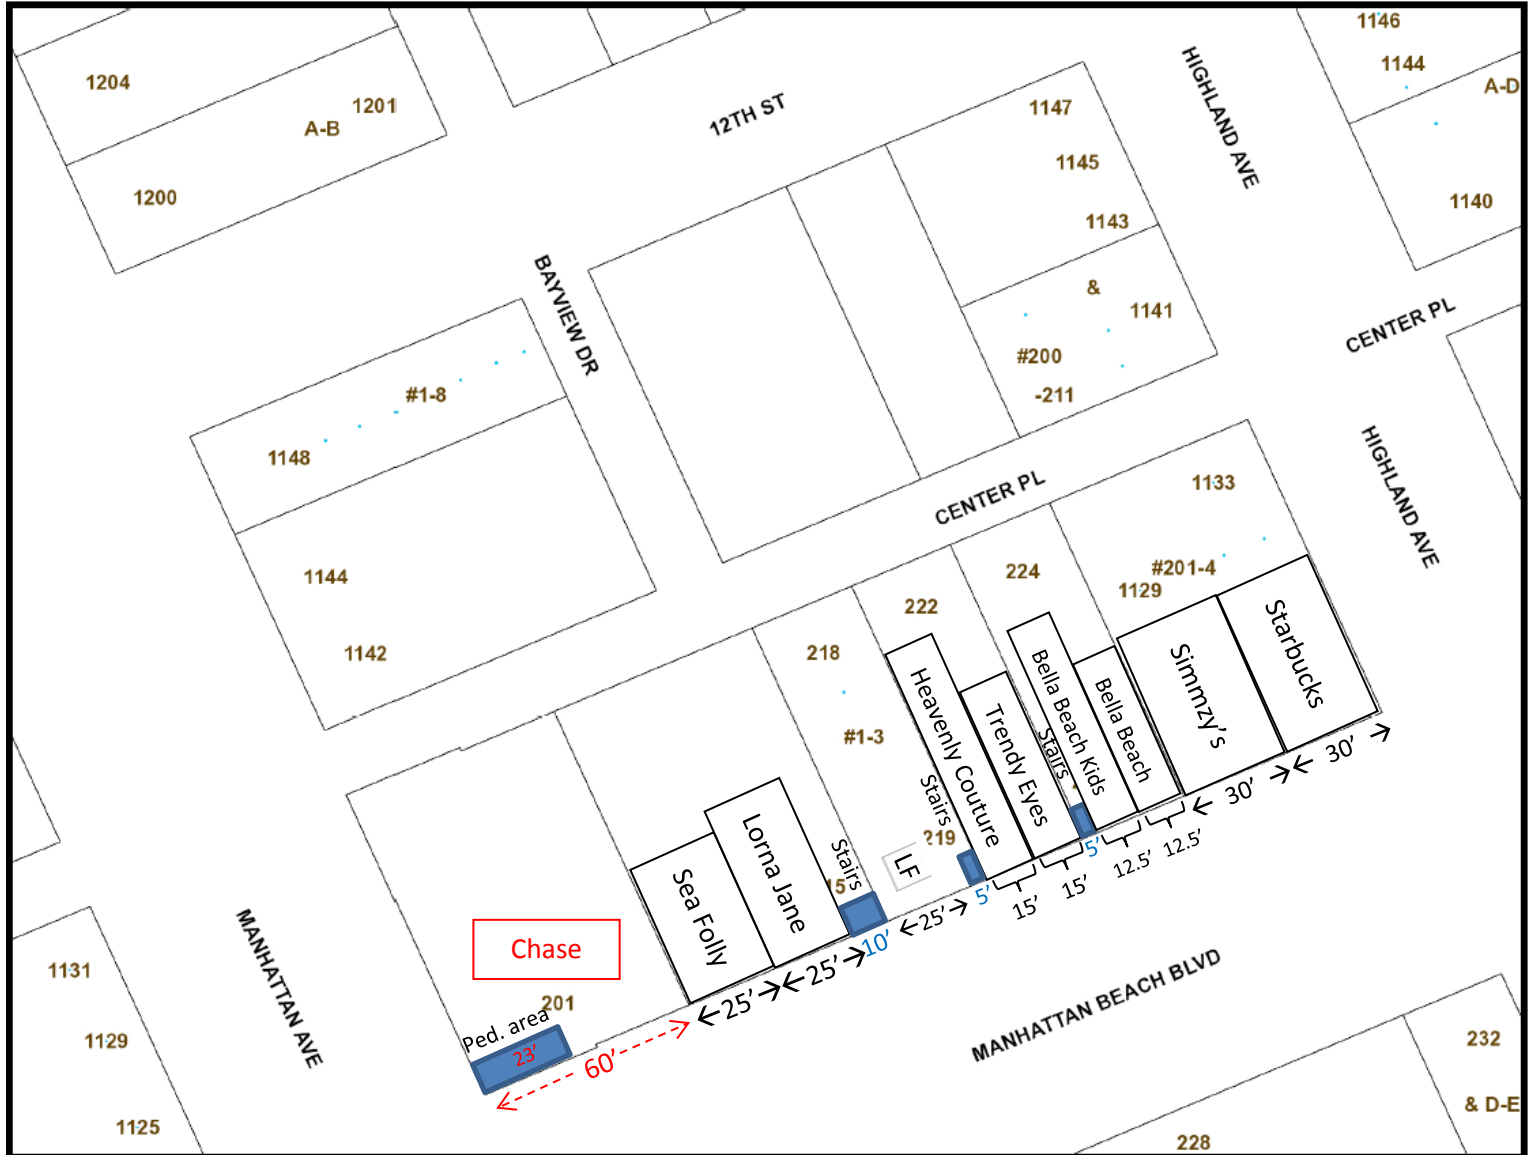 1146
1144
A-D
1204
1201
A-B
12TH ST
1147
HIGHLAND AVE
1145
1200
1140
1143
BAYVIEW DR
&
1141
CENTER PL
#200
-211
#1-8
1148
CENTER PL
1133
HIGHLAND AVE
#201-4
1129
224
222
1144
1142
218
#1-3
Starbucks
Simmzy's
Bella Beach
Bella Beach Kids
Stairs
Trendy Eyes
Heavenly Couture
Stairs
219
LF
Stairs
15
Lorna Jane
Sea Folly
30'
30'
12.5'
12.5'
5'
15'
15'
5'
25'
10'
25'
25'
Chase
201
Ped. area
23'
60'
MANHATTAN AVE
MANHATTAN BEACH BLVD
1131
1129
1125
232
& D-E
228